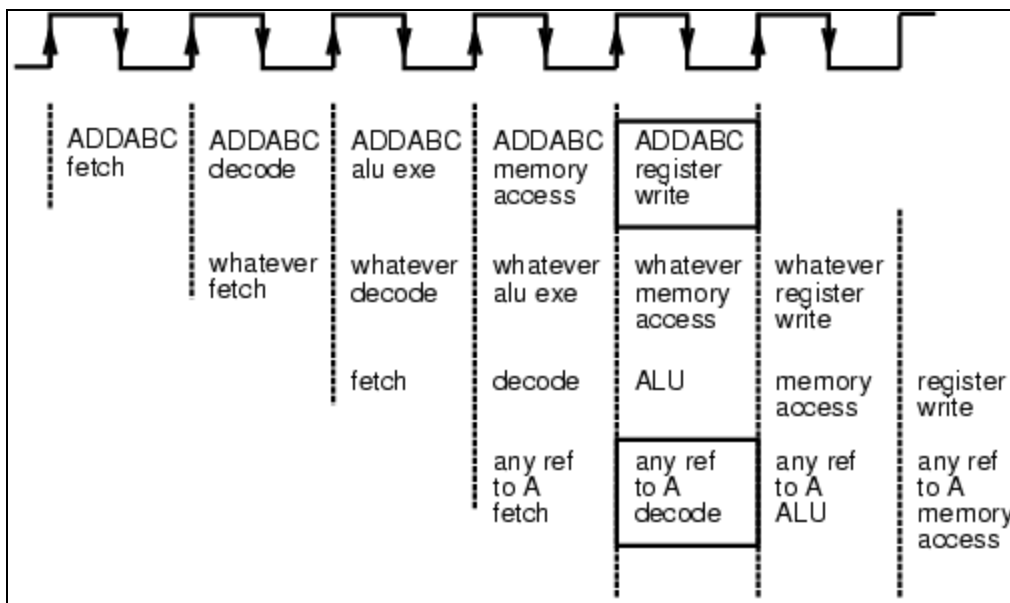 ADDABC ADDABC ADDABC ADDABC ADDABC
fetch decode alu exe memory register
access write
whatever whatever whatever whatever whatever
fetch decode alu exe memory register
access write
fetch decode ALU memory register
access write
any ref any ref any ref any ref
to A to A to A to A
fetch decode ALU memory
access